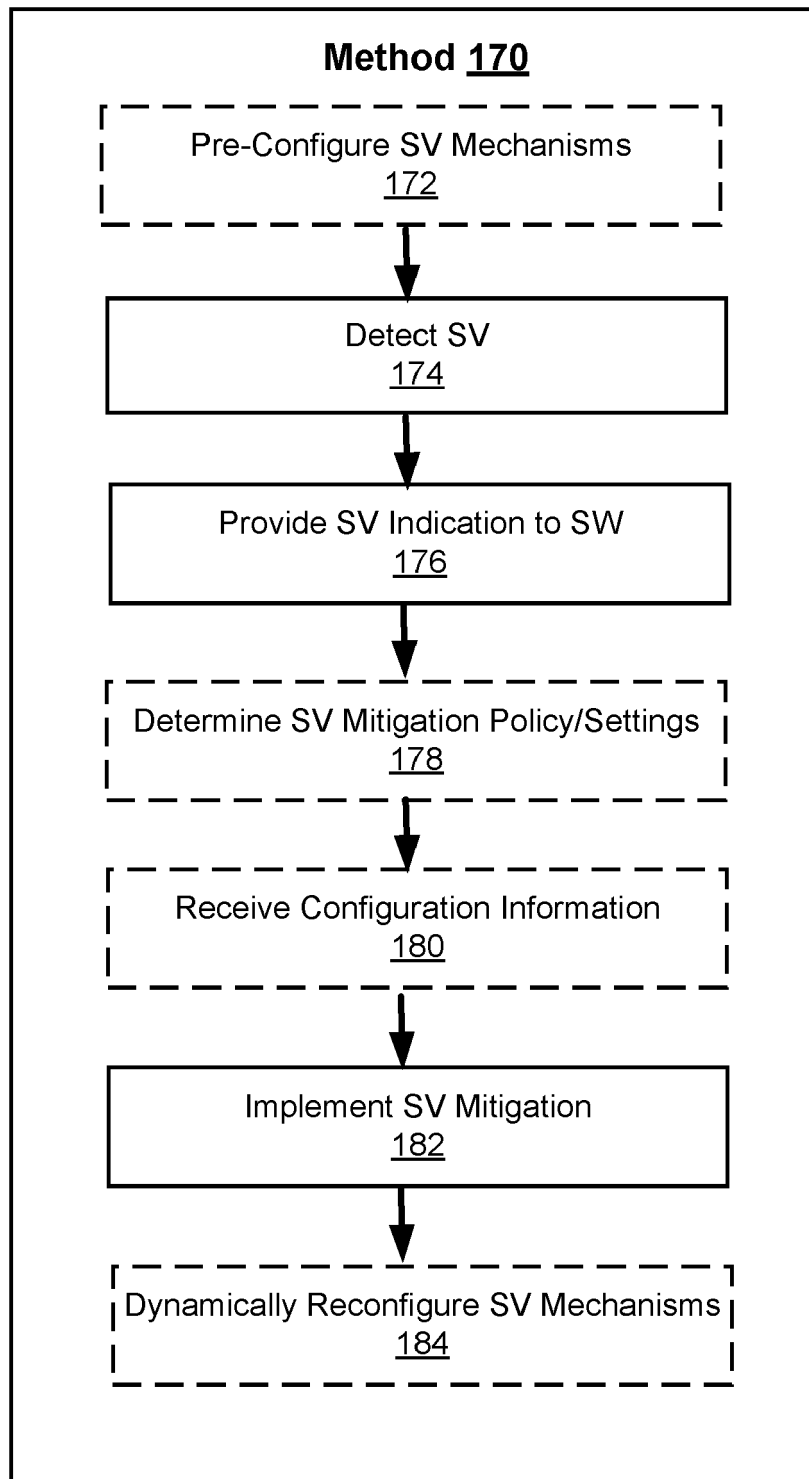 Method 170
Pre-Configure SV Mechanisms
172
Detect SV
174
Provide SV Indication to SW
176
Determine SV Mitigation Policy/Settings
178
Receive Configuration Information
180
Implement SV Mitigation
182
Dynamically Reconfigure SV Mechanisms
184